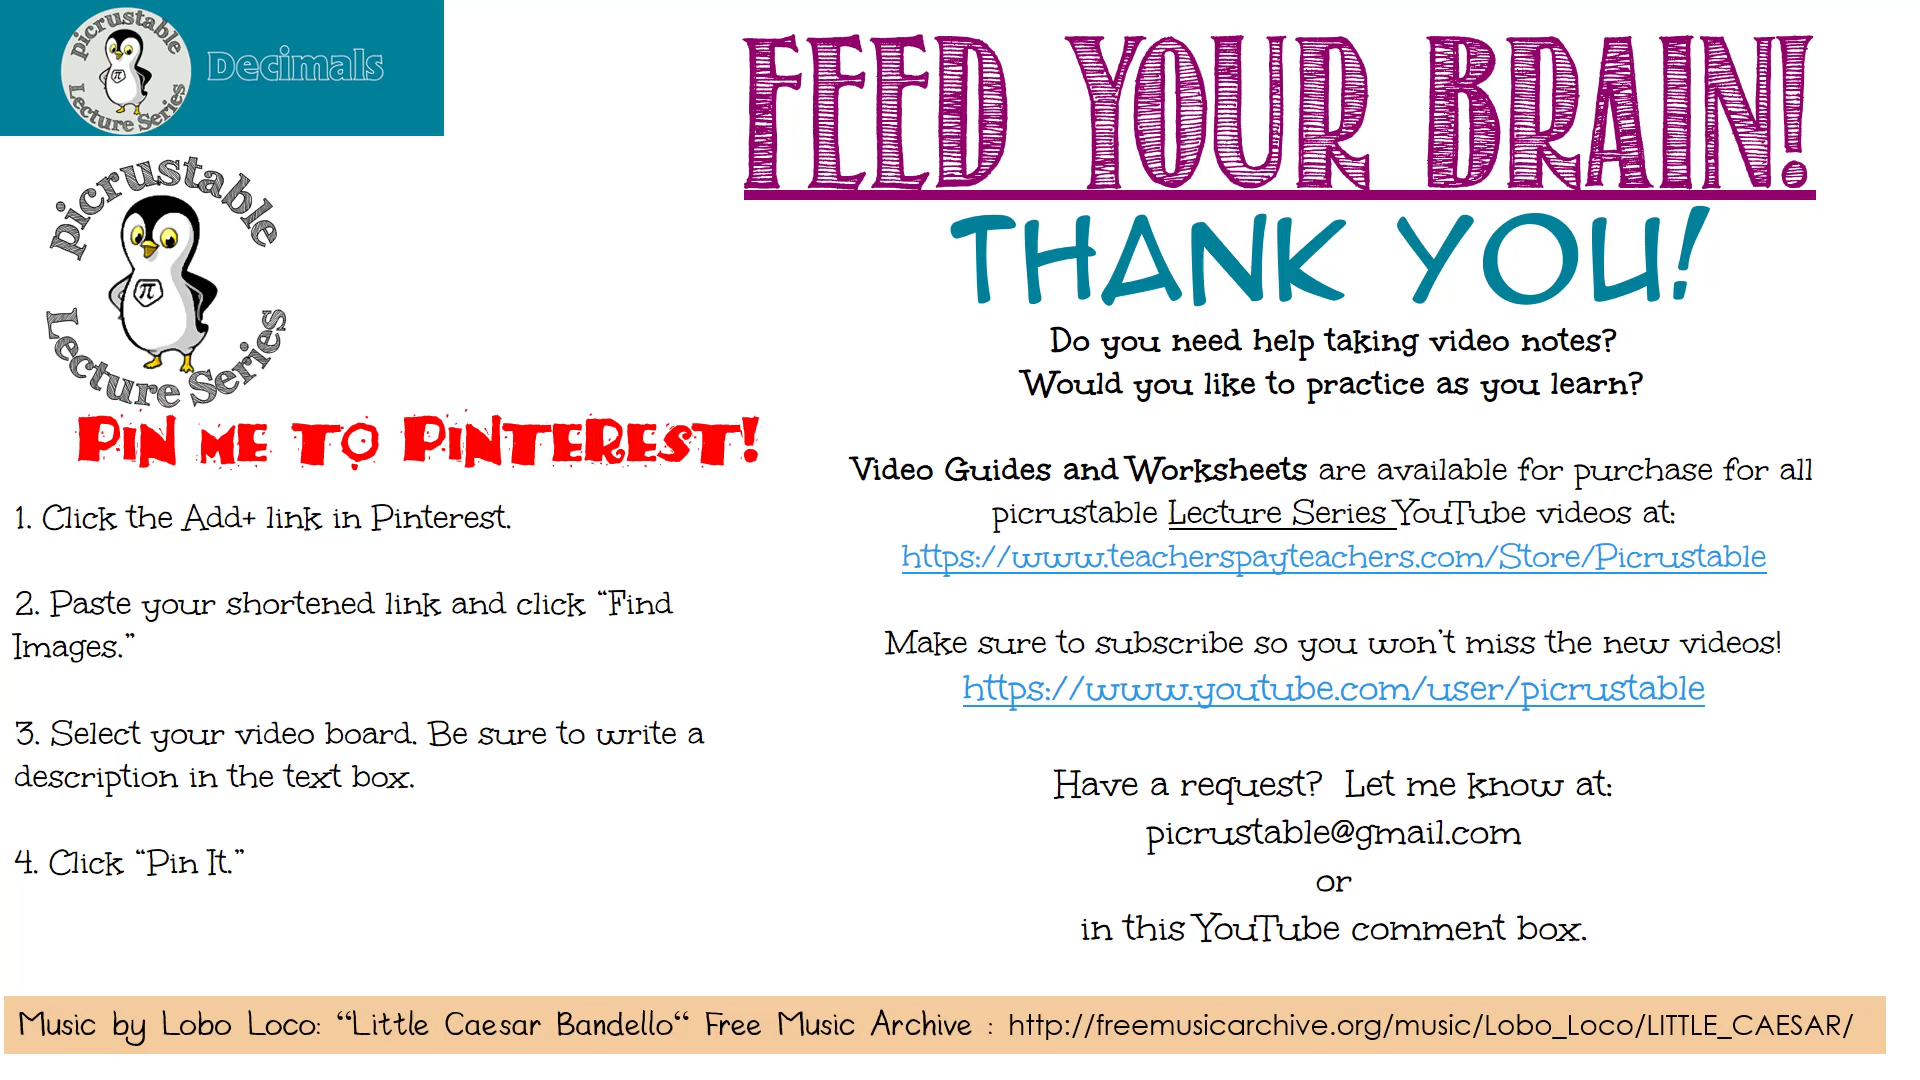 picrustable
Lecture Series
Decimals
picrustable
π
Lecture Series
PIN ME TO PINTEREST!
1. Click the Add+ link in Pinterest.
2. Paste your shortened link and click “Find
Images.”
3. Select your video board. Be sure to write a
description in the text box.
4. Click “Pin It.”
FEED YOUR BRAIN!
THANK YOU!
Do you need help taking video notes?
Would you like to practice as you learn?
Video Guides and Worksheets are available for purchase for all
picrustable Lecture Series YouTube videos at:
https://www.teacherspayteachers.com/Store/Picrustable
Make sure to subscribe so you won't miss the new videos!
https://www.youtube.com/user/picrustable
Have a request? Let me know at:
picrustable@gmail.com
or
in this YouTube comment box.
Music by Lobo Loco: “Little Caesar Bandello“ Free Music Archive : http://freemusicarchive.org/music/Lobo_Loco/LITTLE_CAESAR/